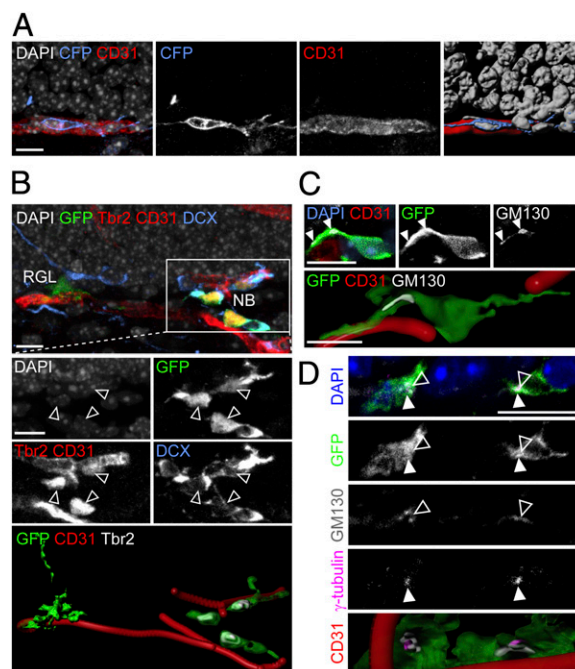 A
DAPI CFP CD31
CFP
CD31
B
DAPI GFP Tbr2 CD31 DCX
RGL
NB
DAPI
GFP
Tbr2 CD31
DCX
GFP CD31 Tbr2
C
DAPI CD31
GFP
GM130
GFP CD31 GM130
D
DAPI
GFP
GM130
γ-tubulin
CD31